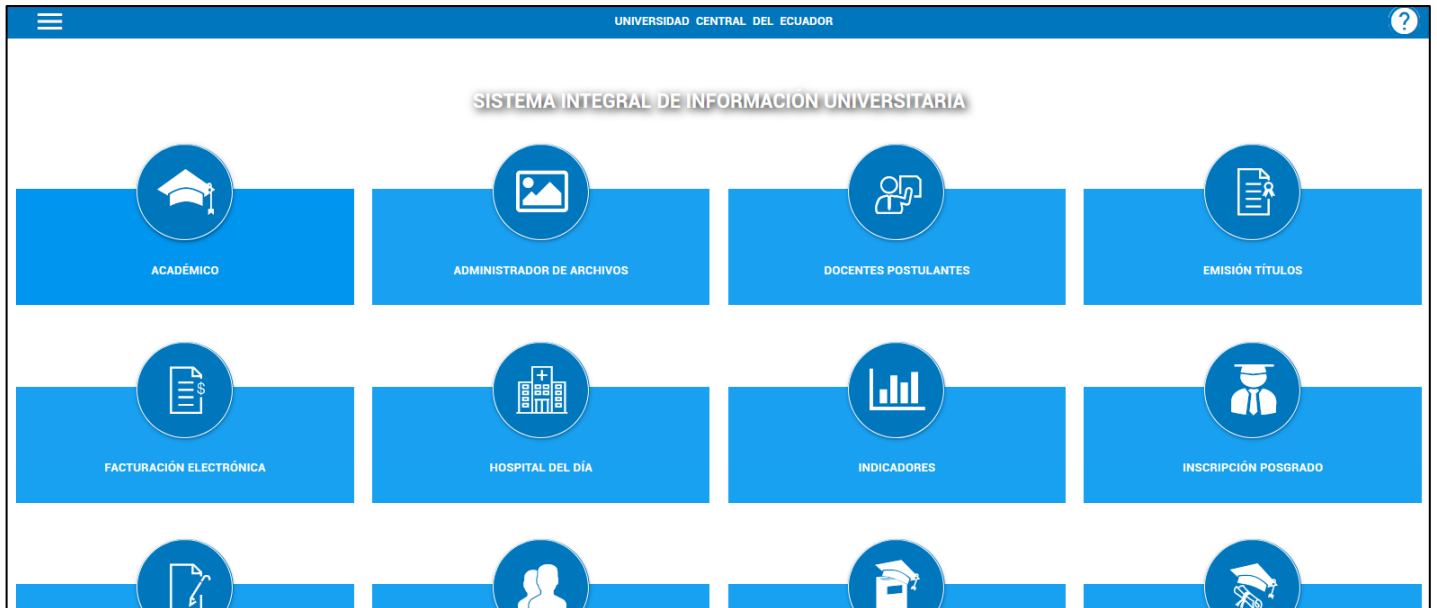 UNIVERSIDAD CENTRAL DEL ECUADOR
?
SISTEMA INTEGRAL DE INFORMACIÓN UNIVERSITARIA
ACADÉMICO
ADMINISTRADOR DE ARCHIVOS
DOCENTES POSTULANTES
EMISIÓN TÍTULOS
$
FACTURACIÓN ELECTRÓNICA
HOSPITAL DEL DÍA
INDICADORES
INSCRIPCIÓN POSGRADO